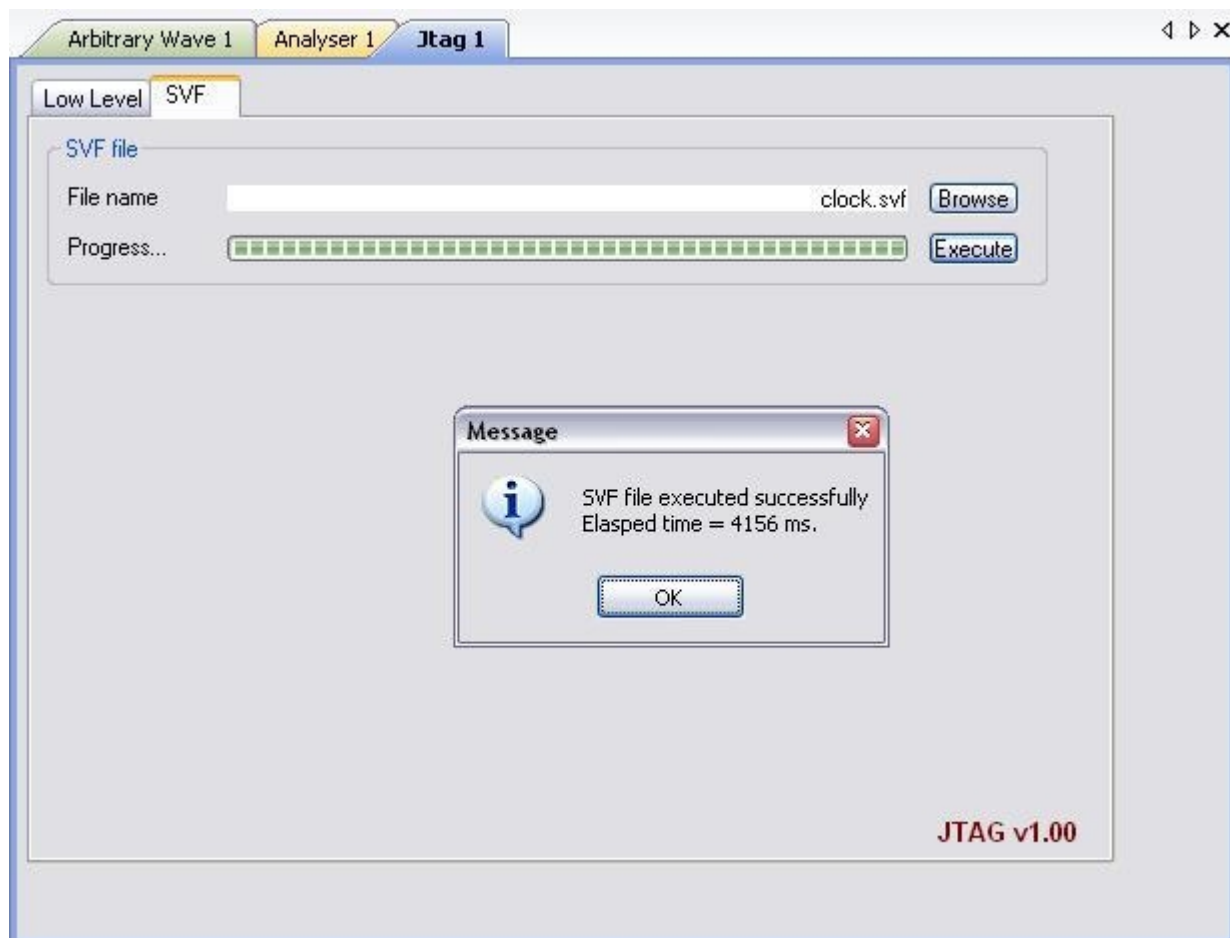 Arbitrary Wave 1 Analyser 1 Jtag 1
Low Level SVF
SVF file
File name clock.svf Browse
Progress... Execute
Message
SVF file executed successfully
Elasped time = 4156 ms.
OK
JTAG v1.00